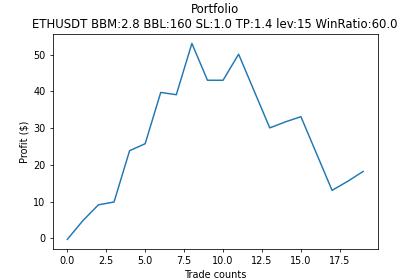 Portfolio
ETHUSDT BBM:2.8 BBL:160 SL:1.0 TP:1.4 lev:15 WinRatio:60.0
Profit ($)
50
40
30
20
10
0
0.0 2.5 5.0 7.5 10.0 12.5 15.0 17.5
Trade counts